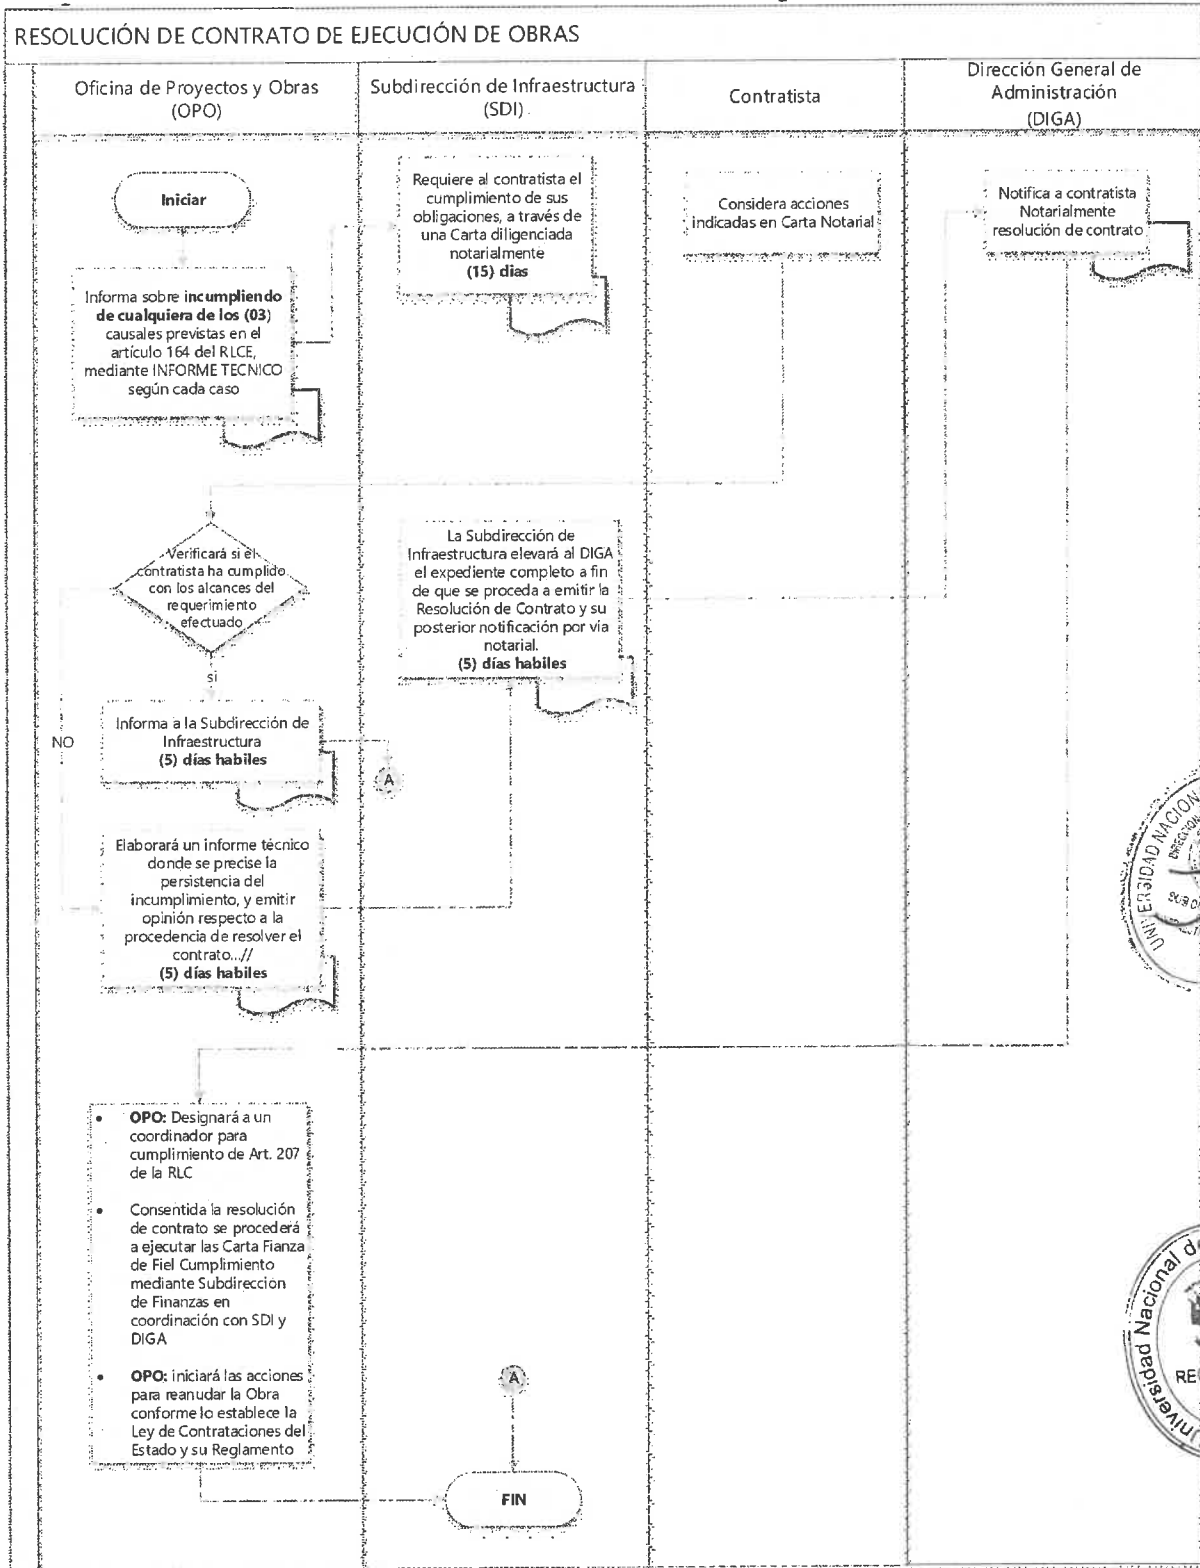 RESOLUCIÓN DE CONTRATO DE EJECUCIÓN DE OBRAS
Oficina de Proyectos y Obras
(OPO)
Subdirección de Infraestructura
(SDI)
Contratista
Dirección General de
Administración
(DIGA)
Iniciar
Informa sobre incumpliendo
de cualquiera de los (03)
causales previstas en el
artículo 164 del RLCE,
mediante INFORME TECNICO
según cada caso
Requiere al contratista el
cumplimiento de sus
obligaciones, a través de
una Carta diligenciada
notarialmente
(15) dias
Considera acciones
indicadas en Carta Notarial
Notifica a contratista
Notarialmente
resolución de contrato
Verificará si el
contratista ha cumplido
con los alcances del
requerimiento
efectuado
si
NO
Informa a la Subdirección de
Infraestructura
(5) días habiles
A
La Subdirección de
Infraestructura elevará al DIGA
el expediente completo a fin
de que se proceda a emitir la
Resolución de Contrato y su
posterior notificación por via
notarial.
(5) días habiles
Elaborará un informe técnico
donde se precise la
persistencia del
incumplimiento, y emitir
opinión respecto a la
procedencia de resolver el
contrato...//
(5) días habiles
• OPO: Designará a un
coordinador para
cumplimiento de Art. 207
de la RLC
• Consentida la resolución
de contrato se procederá
a ejecutar las Carta Fianza
de Fiel Cumplimiento
mediante Subdirección
de Finanzas en
coordinación con SDI y
DIGA
• OPO: iniciará las acciones
para reanudar la Obra
conforme lo establece la
Ley de Contrataciones del
Estado y su Reglamento
A
FIN
UNIVERSIDAD NACION
Universidad Nacional de